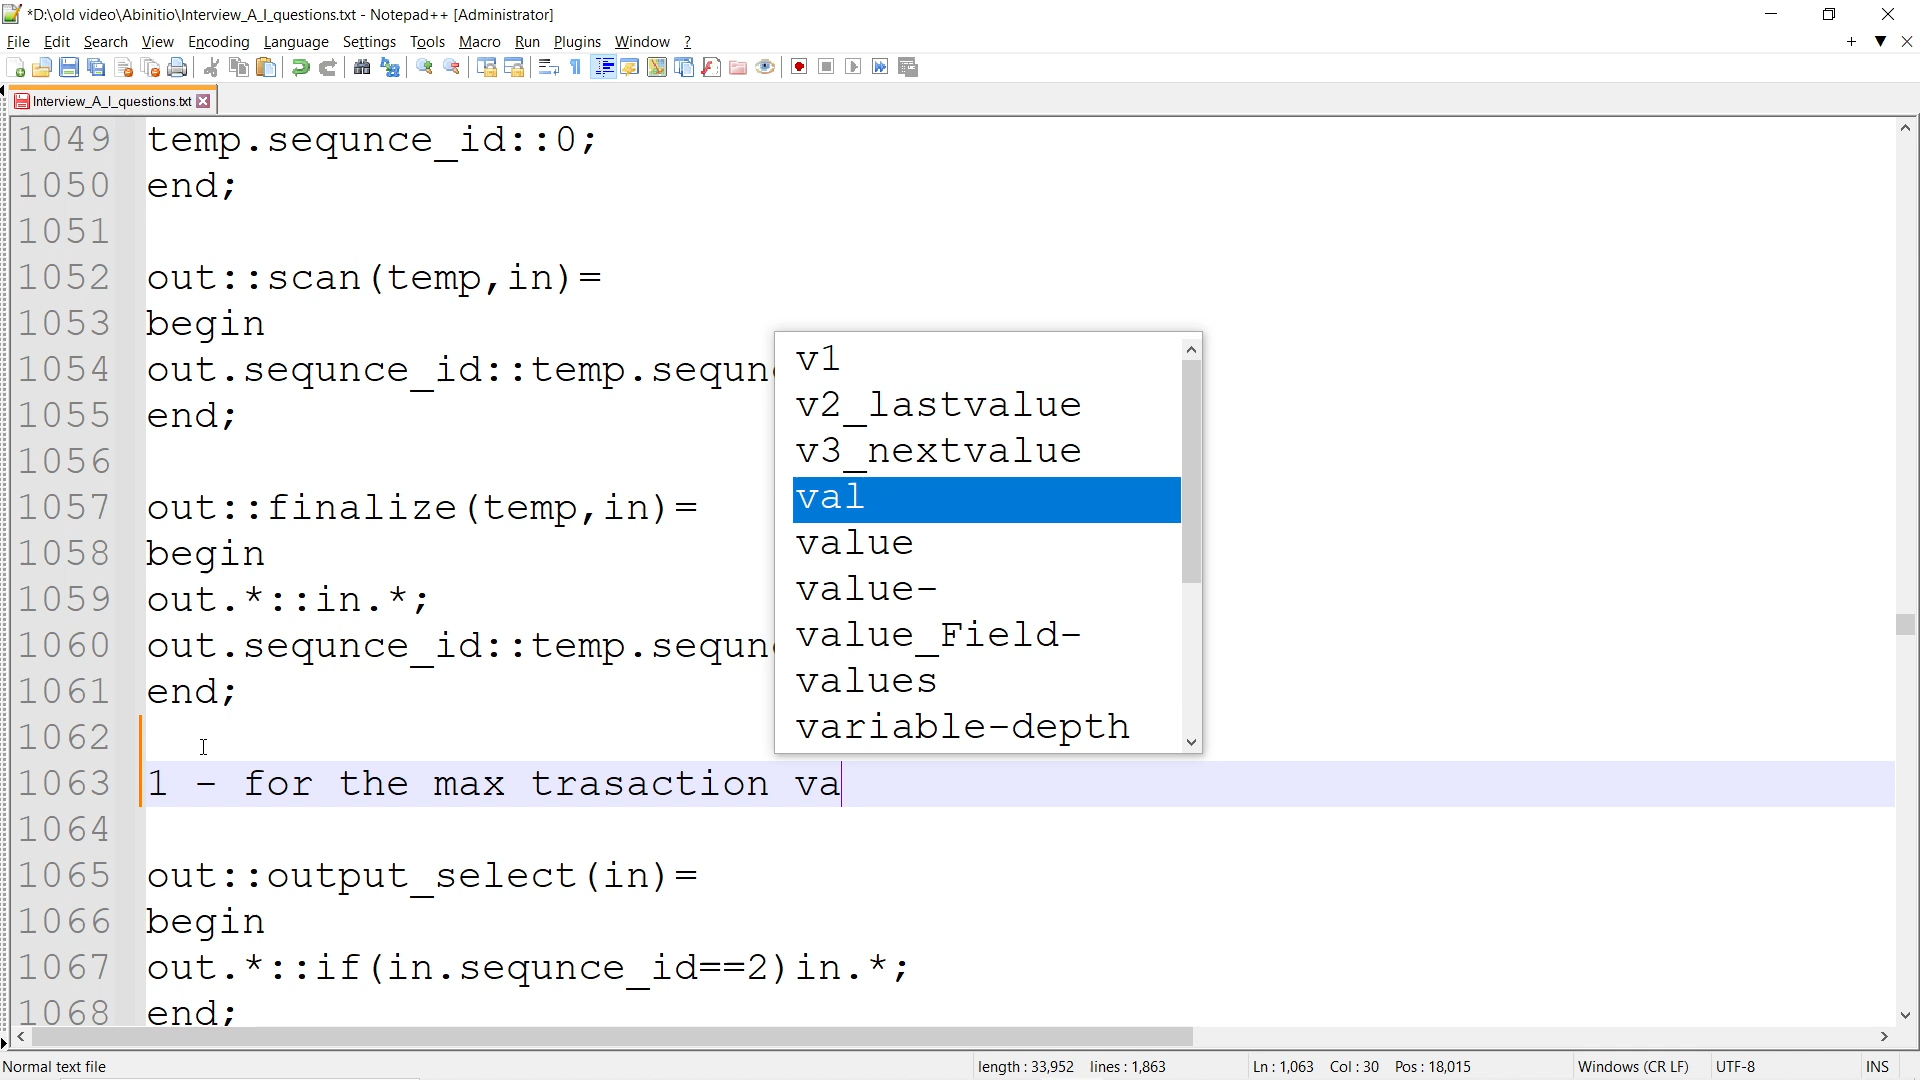 *D:\old video\Abinitio\Interview_A_I_questions.txt - Notepad++ [Administrator]
File Edit Search View Encoding Language Settings Tools Macro Run Plugins Window ?
Interview_A_I_questions.txt
1049 temp.sequnce_id::0;
1050 end;
1051
1052 out::scan(temp,in)=
1053 begin
1054 out.sequnce_id::temp.sequn
1055 end;
1056
1057 out::finalize(temp,in)=
1058 begin
1059 out.*::in.*;
1060 out.sequnce_id::temp.sequn
1061 end;
1062
1063 1 - for the max trasaction va
1064
1065 out::output_select(in)=
1066 begin
1067 out.*::if(in.sequnce_id==2)in.*;
1068 end;
v1
v2_lastvalue
v3_nextvalue
val
value
value-
value_Field-
values
variable-depth
Normal text file length : 33,952 lines : 1,863 Ln : 1,063 Col : 30 Pos : 18,015 Windows (CR LF) UTF-8 INS